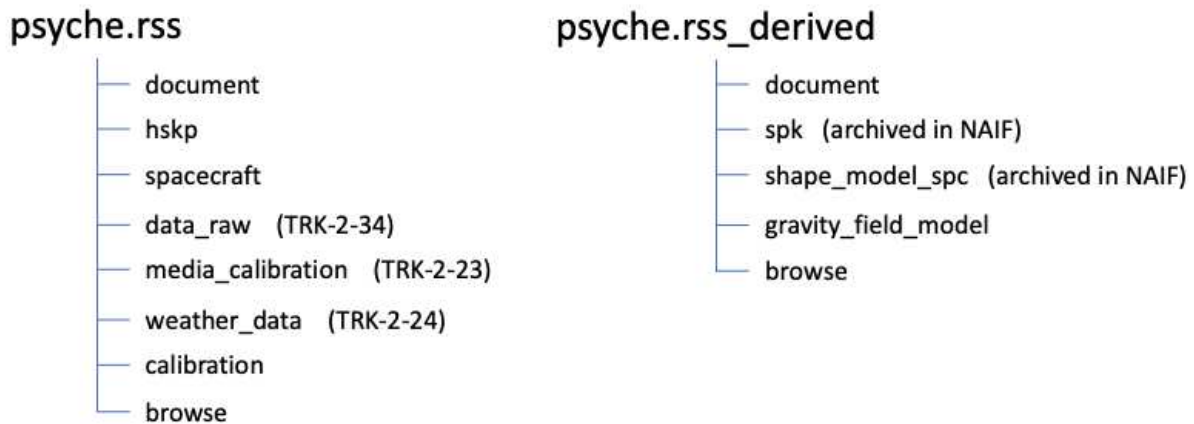 psyche.rss
document
hskp
spacecraft
data_raw (TRK-2-34)
media_calibration (TRK-2-23)
weather_data (TRK-2-24)
calibration
browse
psyche.rss_derived
document
spk (archived in NAIF)
shape_model_spc (archived in NAIF)
gravity_field_model
browse